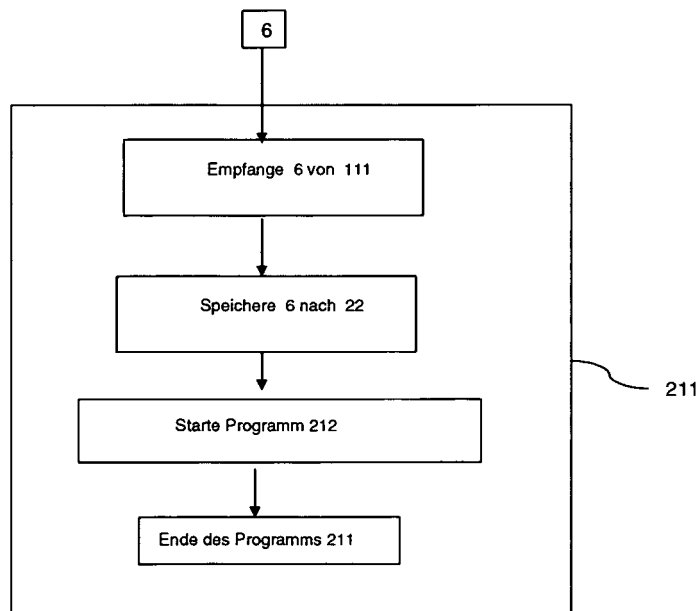 6
Empfange 6 von 111
Speichere 6 nach 22
211
Starte Programm 212
Ende des Programms 211